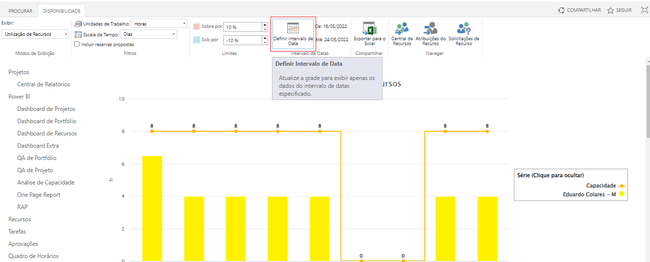 PROCURAR DISPONIBILIDADE COMPARTILHAR SEGUIR
Exibir:
Utilização de Recursos
Modos de Exibição
Unidades de Trabalho: Horas
Escala de Tempo: Dias
Incluir reservas propostas
Filtros
Sobre por 10 %
Sob por -10 %
Limites
Definir Intervalo de
Data
De: 16/05/2022
Até: 24/05/2022
Intervalo de Datas
Exportar para o
Excel
Compartilhar
Central de
Recursos
Atribuições do
Recurso
Solicitações de
Recurso
Navegar
Definir Intervalo de Data
Atualize a grade para exibir apenas os
dados do intervalo de datas
especificado.
Projetos
Central de Relatórios
Power BI
Dashboard de Projetos
Dashboard de Portfólio
Dashboard de Recursos
Dashboard Extra
QA de Portfólio
QA de Projeto
Análise de Capacidade
One Page Report
RAP
Recursos
Tarefas
Aprovações
Quadro de Horários
ursos
10
8
6
4
2
0
8 8 8 8 8 0 0 8 8
Série (Clique para ocultar)
Capacidade
Eduardo Colares – M